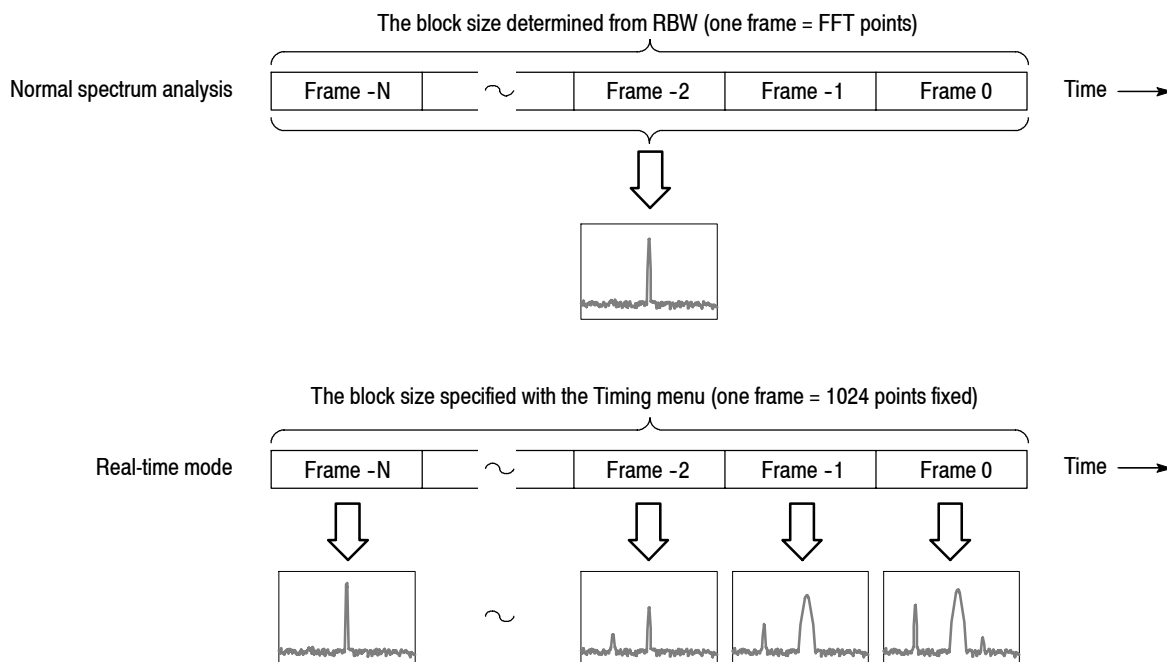 The block size determined from RBW (one frame = FFT points)
Normal spectrum analysis Frame -N Frame -2 Frame -1 Frame 0 Time
The block size specified with the Timing menu (one frame = 1024 points fixed)
Real-time mode Frame -N Frame -2 Frame -1 Frame 0 Time